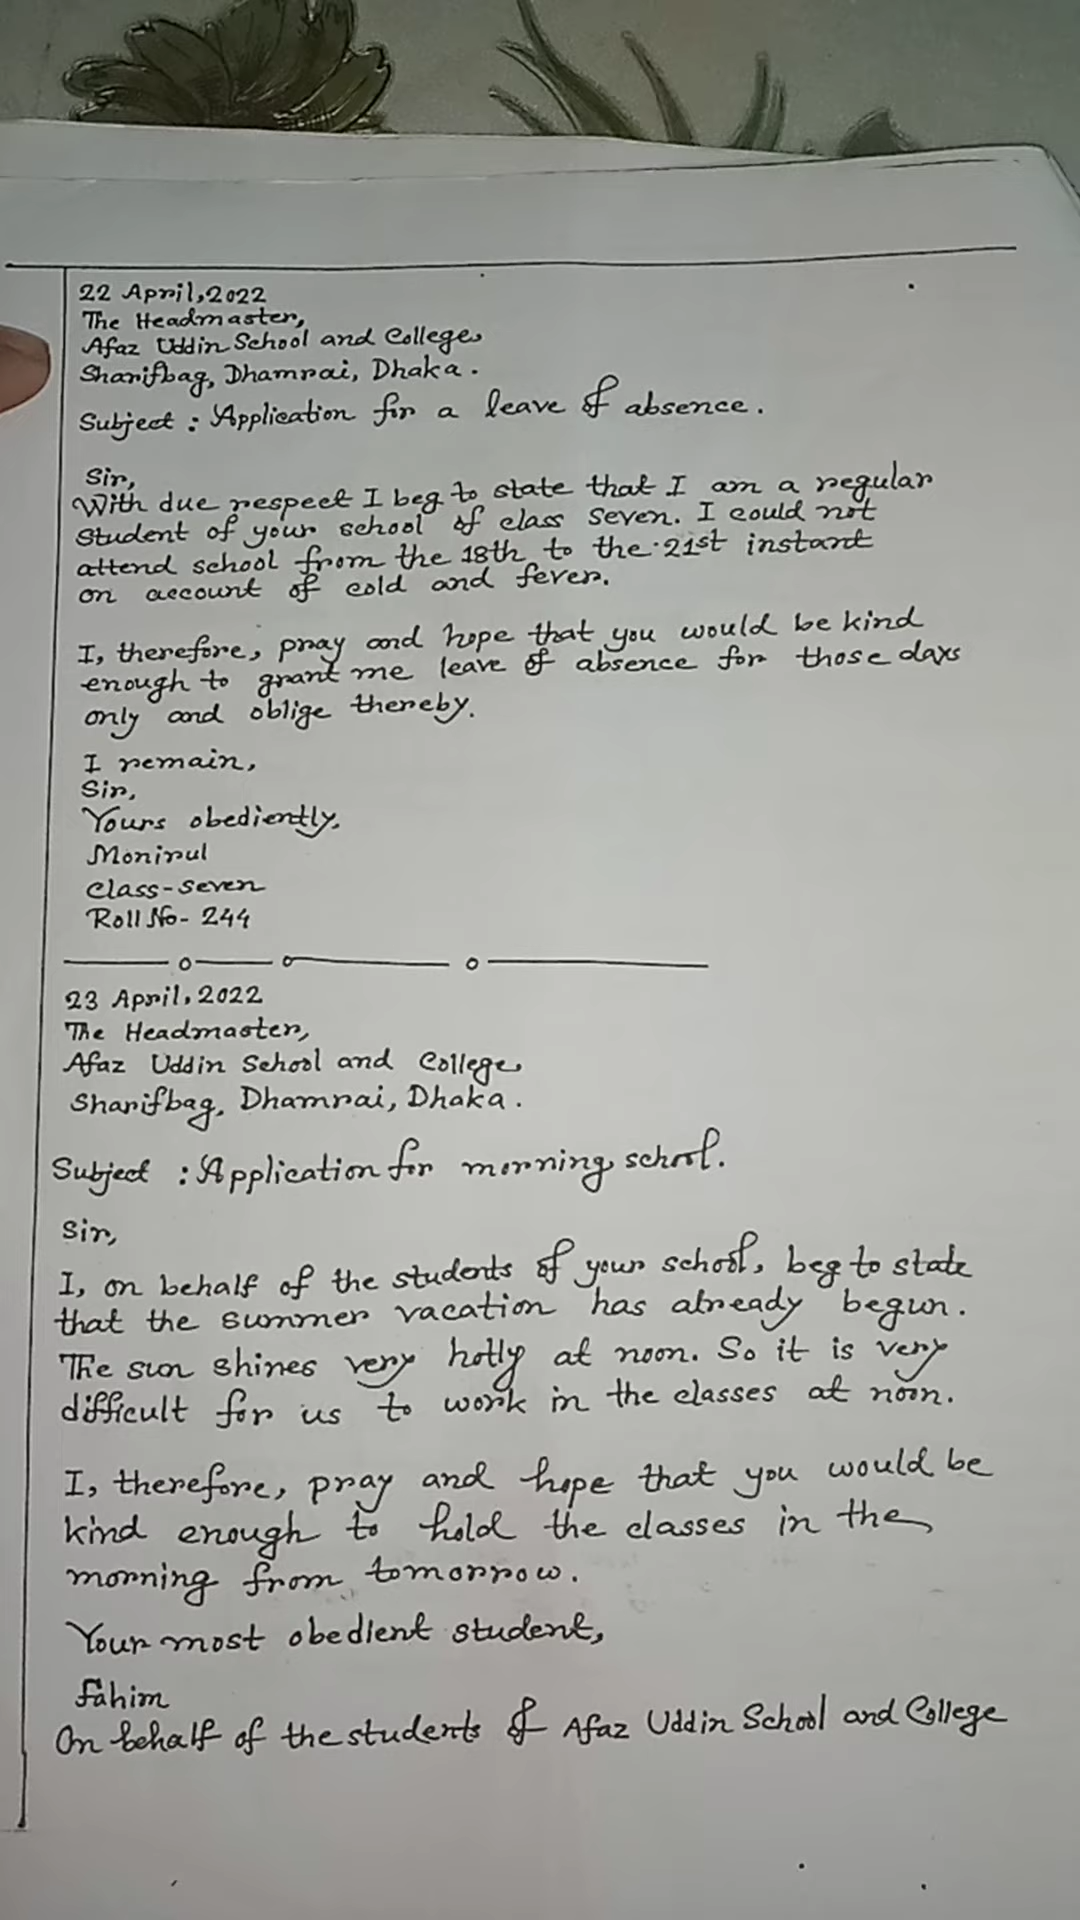 22 April, 2022
The Headmaster,
Afaz Uddin School and College,
Sharifbag, Dhamrai, Dhaka.
Subject : Application for a leave of absence.
Sir,
With due respect I beg to state that I am a regular
student of your school of class seven. I could not
attend school from the 18th to the 21st instant
on account of cold and fever.
I, therefore, pray and hope that you would be kind
enough to grant me leave of absence for those days
only and oblige thereby.
I remain,
Sir,
Yours obediently,
Monirul
Class-seven
Roll No- 244
23 April, 2022
The Headmaster,
Afaz Uddin School and College,
Sharifbag, Dhamrai, Dhaka.
Subject : Application for morning school.
Sir,
I, on behalf of the students of your school, beg to state
that the summer vacation has already begun.
The sun shines very hotly at noon. So it is very
difficult for us to work in the classes at noon.
I, therefore, pray and hope that you would be
kind enough to hold the classes in the
morning from tomorrow.
Your most obedient student,
Fahim
On behalf of the students of Afaz Uddin School and College